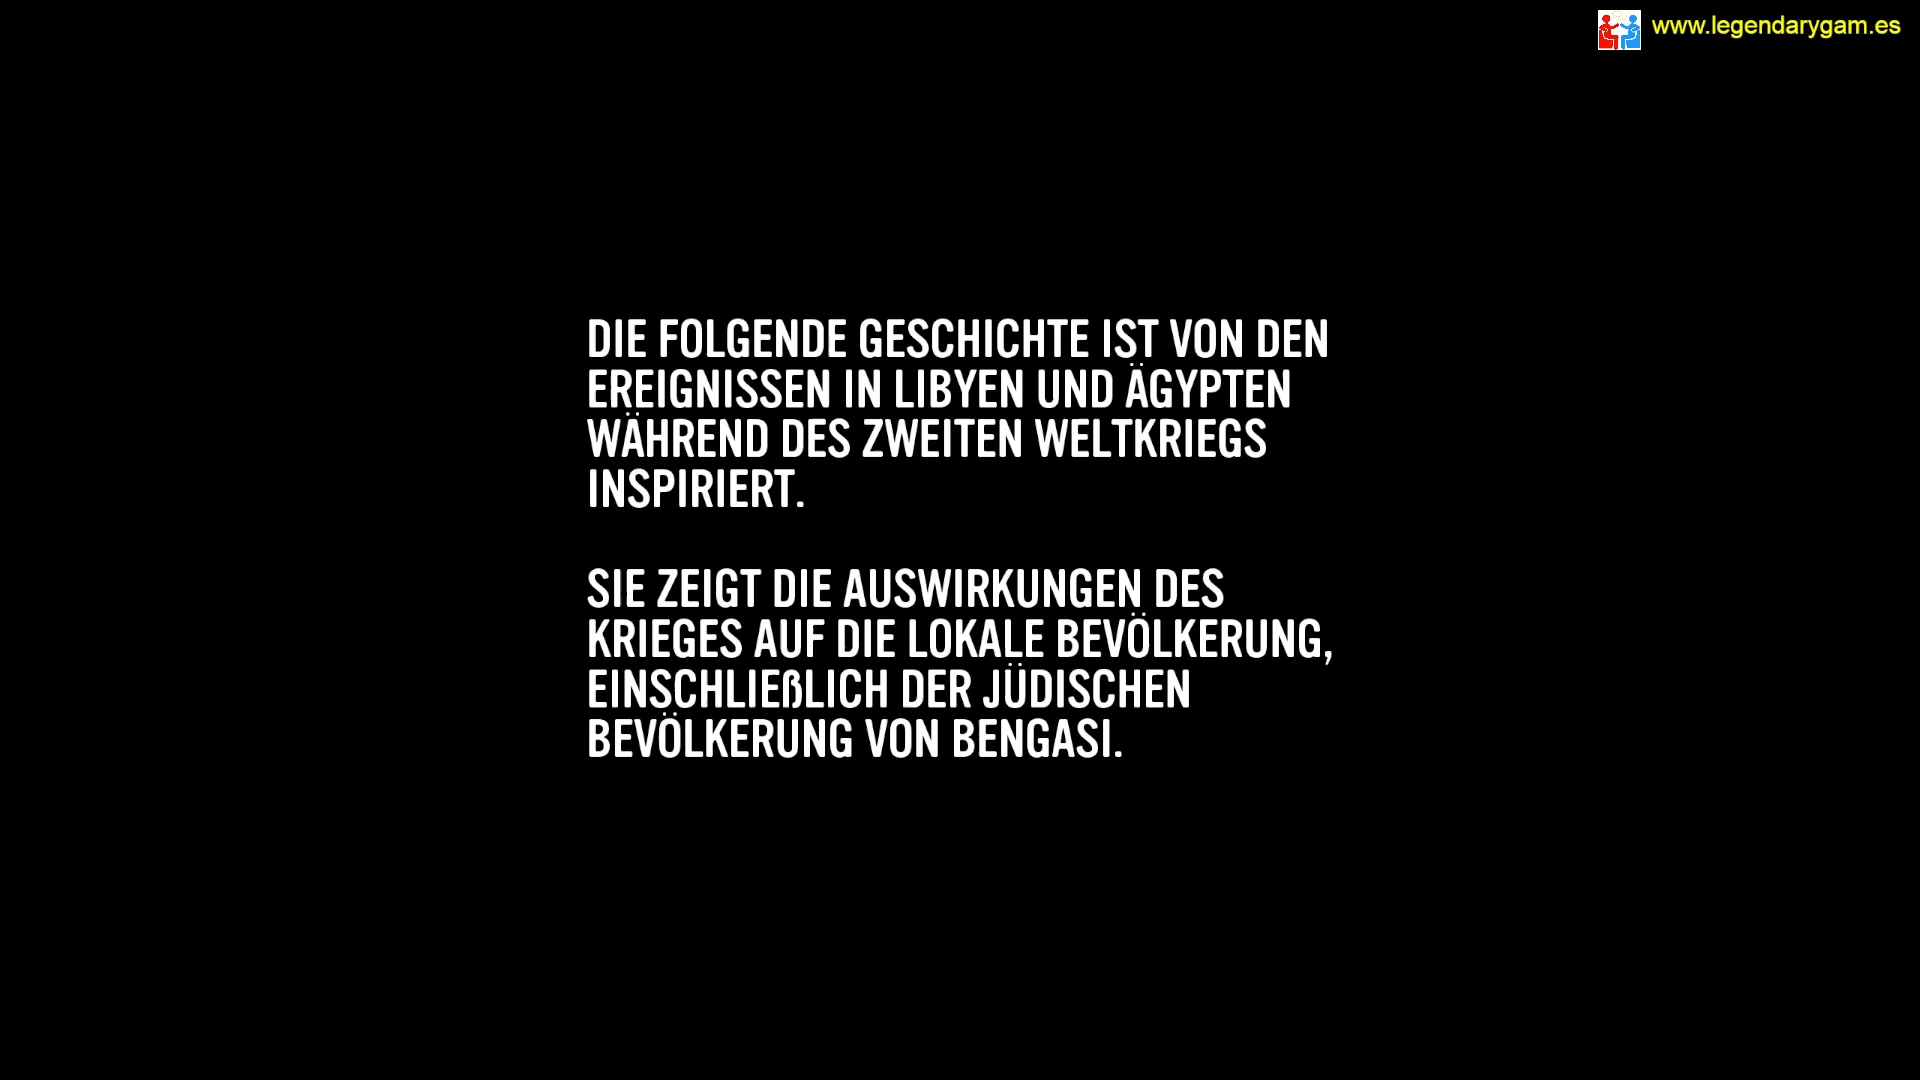 www.legendarygam.es
DIE FOLGENDE GESCHICHTE IST VON DEN
EREIGNISSEN IN LIBYEN UND ÄGYPTEN
WÄHREND DES ZWEITEN WELTKRIEGS
INSPIRIERT.
SIE ZEIGT DIE AUSWIRKUNGEN DES
KRIEGES AUF DIE LOKALE BEVÖLKERUNG,
EINSCHLIEßLICH DER JÜDISCHEN
BEVÖLKERUNG VON BENGASI.